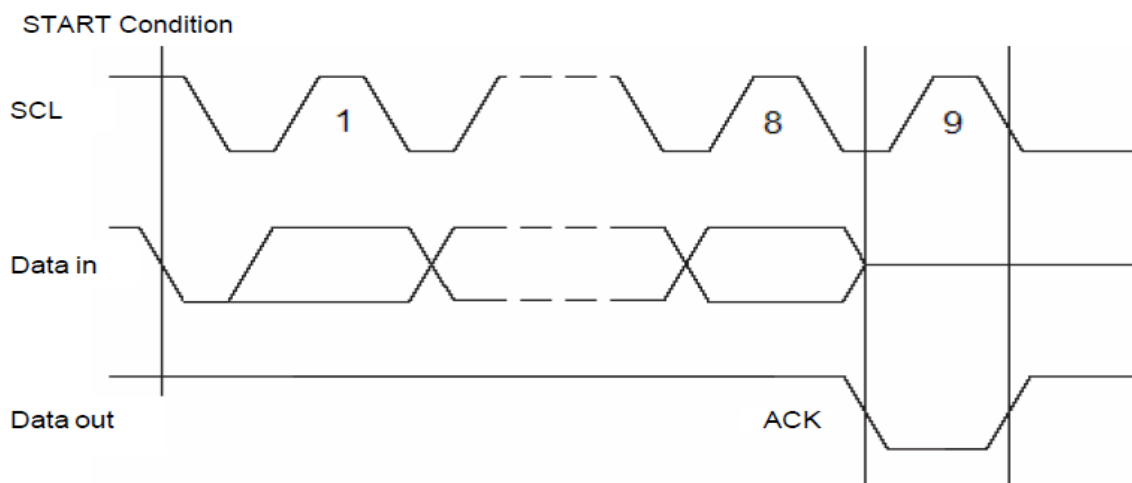 START Condition
SCL
1
8
9
Data in
Data out
ACK